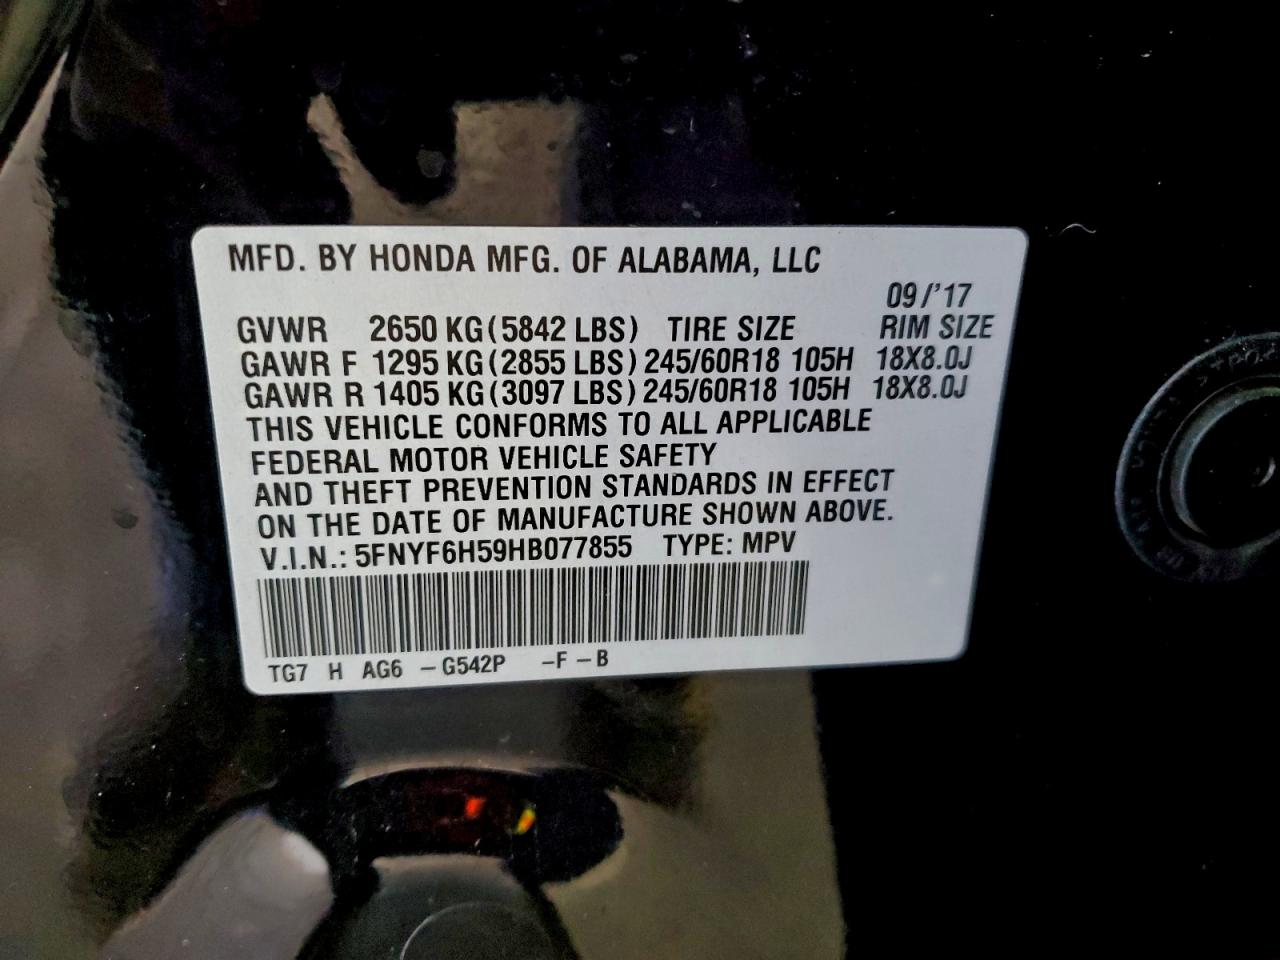 MFD. BY HONDA MFG. OF ALABAMA, LLC
09/'17
GVWR 2650 KG (5842 LBS) TIRE SIZE RIM SIZE
GAWR F 1295 KG (2855 LBS) 245/60R18 105H 18X8.0J
GAWR R 1405 KG (3097 LBS) 245/60R18 105H 18X8.0J
THIS VEHICLE CONFORMS TO ALL APPLICABLE
FEDERAL MOTOR VEHICLE SAFETY
AND THEFT PREVENTION STANDARDS IN EFFECT
ON THE DATE OF MANUFACTURE SHOWN ABOVE.
V.I.N.: 5FNYF6H59HB077855 TYPE: MPV
TG7 H AG6 -G542P -F-B